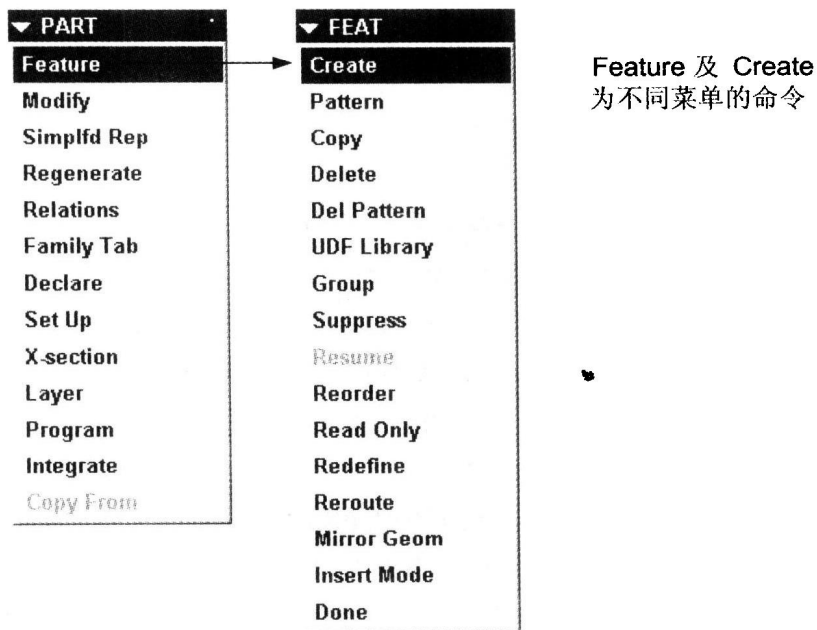 PART
Feature
Modify
Simplfd Rep
Regenerate
Relations
Family Tab
Declare
Set Up
X-section
Layer
Program
Integrate
Copy From
FEAT
Create
Pattern
Copy
Delete
Del Pattern
UDF Library
Group
Suppress
Resume
Reorder
Read Only
Redefine
Reroute
Mirror Geom
Insert Mode
Done
Feature 及 Create
为不同菜单的命令